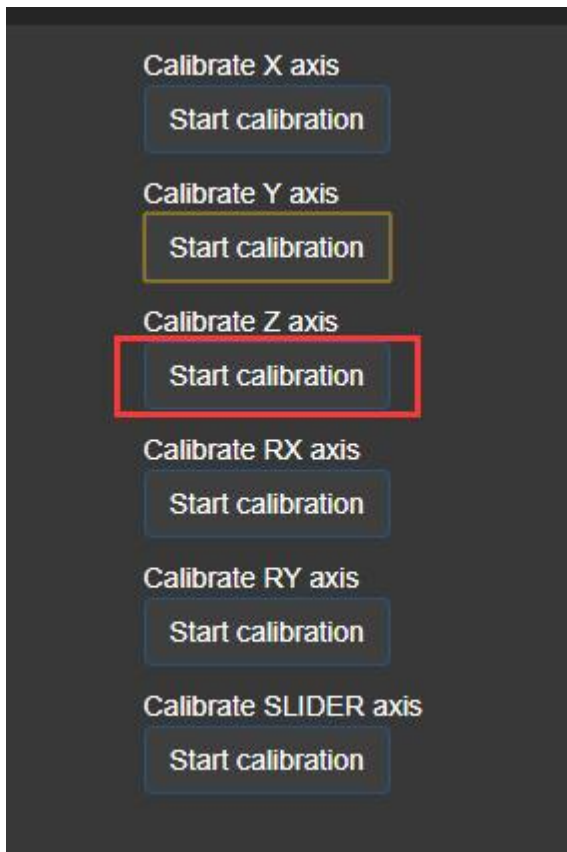 Calibrate X axis
Start calibration
Calibrate Y axis
Start calibration
Calibrate Z axis
Start calibration
Calibrate RX axis
Start calibration
Calibrate RY axis
Start calibration
Calibrate SLIDER axis
Start calibration